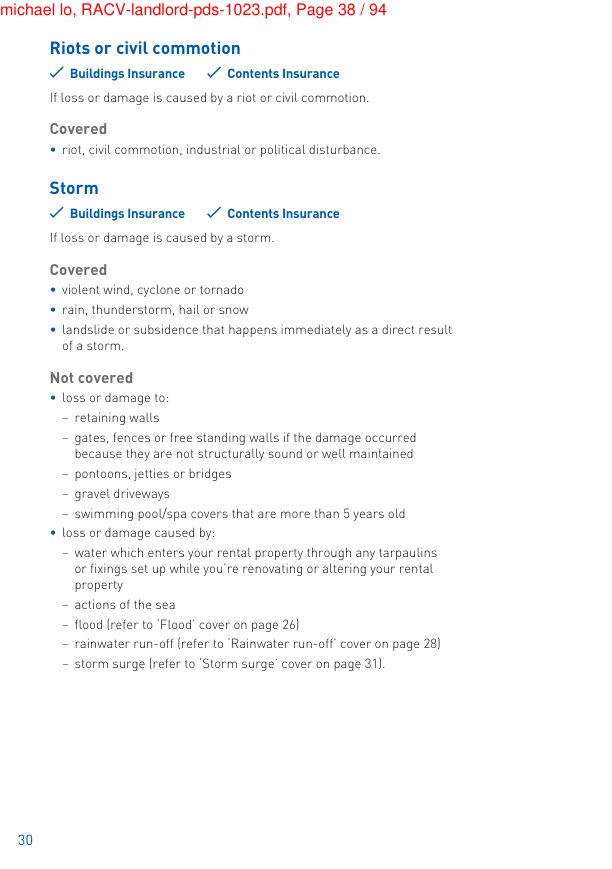 michael lo, RACV-landlord-pds-1023.pdf, Page 38 / 94
Riots or civil commotion
✓ Buildings Insurance ✓ Contents Insurance
If loss or damage is caused by a riot or civil commotion.
Covered
• riot, civil commotion, industrial or political disturbance.
Storm
✓ Buildings Insurance ✓ Contents Insurance
If loss or damage is caused by a storm.
Covered
• violent wind, cyclone or tornado
• rain, thunderstorm, hail or snow
• landslide or subsidence that happens immediately as a direct result
of a storm.
Not covered
• loss or damage to:
– retaining walls
– gates, fences or free standing walls if the damage occurred
because they are not structurally sound or well maintained
– pontoons, jetties or bridges
– gravel driveways
– swimming pool/spa covers that are more than 5 years old
• loss or damage caused by:
– water which enters your rental property through any tarpaulins
or fixings set up while you're renovating or altering your rental
property
– actions of the sea
– flood (refer to 'Flood' cover on page 26)
– rainwater run-off (refer to 'Rainwater run-off' cover on page 28)
– storm surge (refer to 'Storm surge' cover on page 31).
30